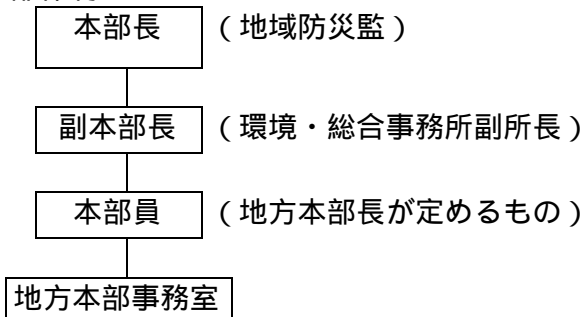 本部長 （地域防災監）
副本部長 （環境・総合事務所副所長）
本部員 （地方本部長が定めるもの）
地方本部事務室